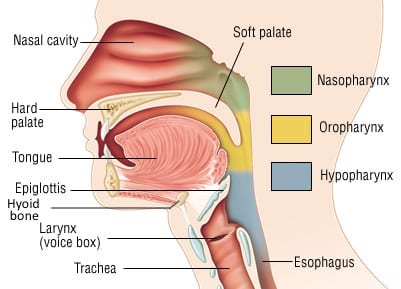 Nasal cavity
Soft palate
Nasopharynx
Hard
palate
Oropharynx
Tongue
Hypopharynx
Epiglottis
Hyoid
bone
Larynx
(voice box)
Trachea
Esophagus